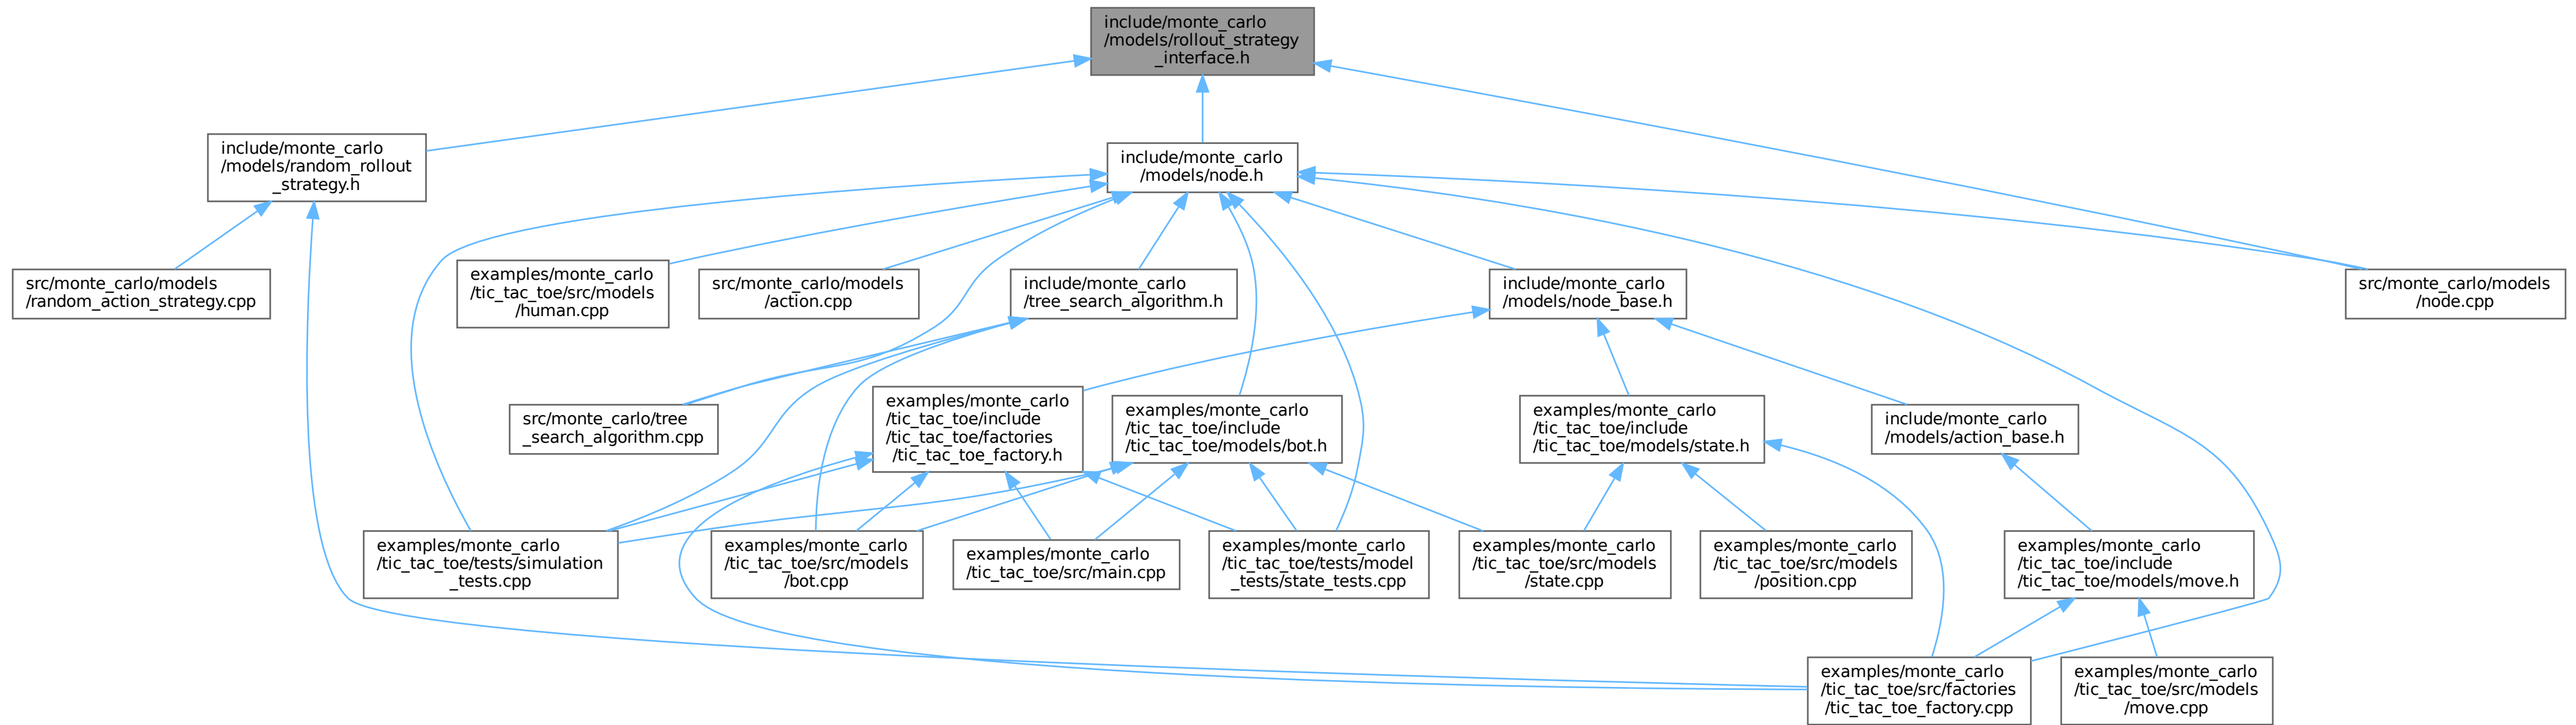 include/monte_carlo
/models/rollout_strategy
_interface.h
include/monte_carlo
/models/random_rollout
_strategy.h
include/monte_carlo
/models/node.h
src/monte_carlo/models
/random_action_strategy.cpp
examples/monte_carlo
/tic_tac_toe/src/models
/human.cpp
src/monte_carlo/models
/action.cpp
include/monte_carlo
/tree_search_algorithm.h
include/monte_carlo
/models/node_base.h
src/monte_carlo/models
/node.cpp
src/monte_carlo/tree
_search_algorithm.cpp
examples/monte_carlo
/tic_tac_toe/include
/tic_tac_toe/factories
/tic_tac_toe_factory.h
examples/monte_carlo
/tic_tac_toe/include
/tic_tac_toe/models/bot.h
examples/monte_carlo
/tic_tac_toe/include
/tic_tac_toe/models/state.h
include/monte_carlo
/models/action_base.h
examples/monte_carlo
/tic_tac_toe/tests/simulation
_tests.cpp
examples/monte_carlo
/tic_tac_toe/src/models
/bot.cpp
examples/monte_carlo
/tic_tac_toe/src/main.cpp
examples/monte_carlo
/tic_tac_toe/tests/model
_tests/state_tests.cpp
examples/monte_carlo
/tic_tac_toe/src/models
/state.cpp
examples/monte_carlo
/tic_tac_toe/src/models
/position.cpp
examples/monte_carlo
/tic_tac_toe/include
/tic_tac_toe/models/move.h
examples/monte_carlo
/tic_tac_toe/src/factories
/tic_tac_toe_factory.cpp
examples/monte_carlo
/tic_tac_toe/src/models
/move.cpp